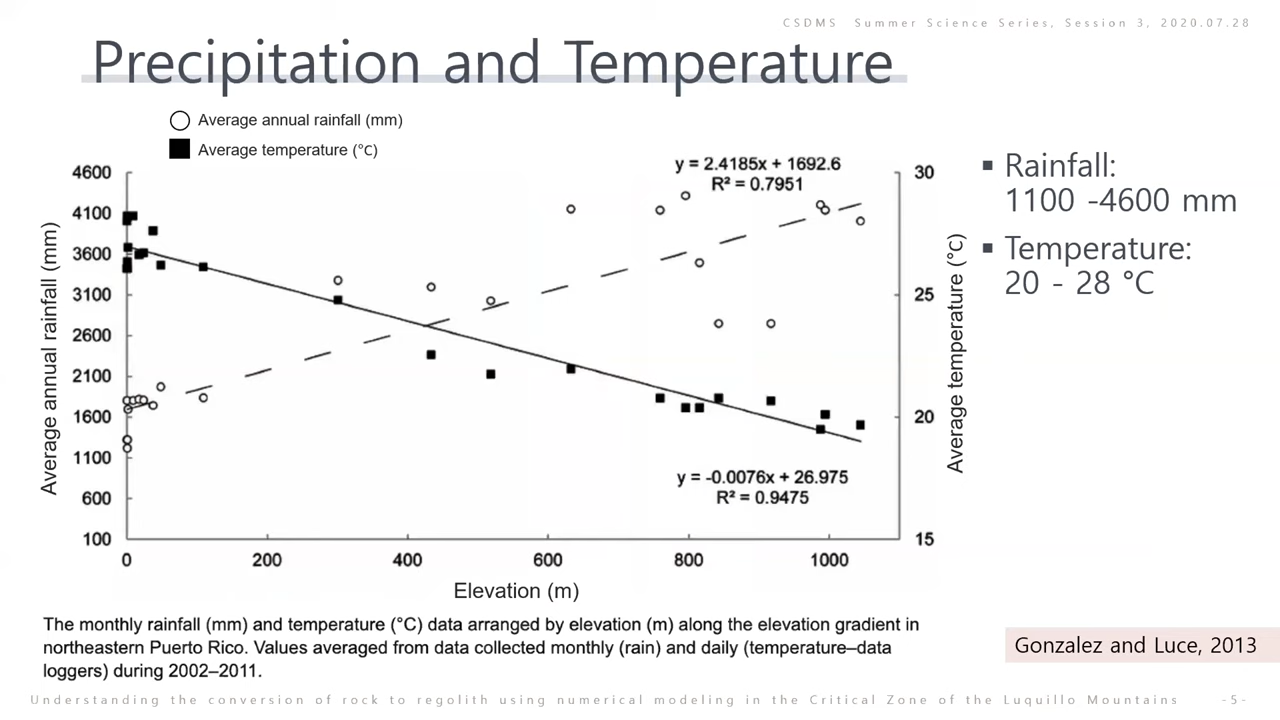 CSDMS Summer Science Series, Session 3, 2020.07.28
Precipitation and Temperature
Average annual rainfall (mm)
Average temperature (°C)
y = 2.4185x + 1692.6
R² = 0.7951
4600
4100
3600
3100
2600
2100
1600
1100
600
100
Average annual rainfall (mm)
30
25
20
15
Average temperature (°C)
y = -0.0076x + 26.975
R² = 0.9475
0 200 400 600 800 1000
Elevation (m)
▪ Rainfall:
1100 -4600 mm
▪ Temperature:
20 - 28 °C
The monthly rainfall (mm) and temperature (°C) data arranged by elevation (m) along the elevation gradient in
northeastern Puerto Rico. Values averaged from data collected monthly (rain) and daily (temperature–data
loggers) during 2002–2011.
Gonzalez and Luce, 2013
Understanding the conversion of rock to regolith using numerical modeling in the Critical Zone of the Luquillo Mountains -5-